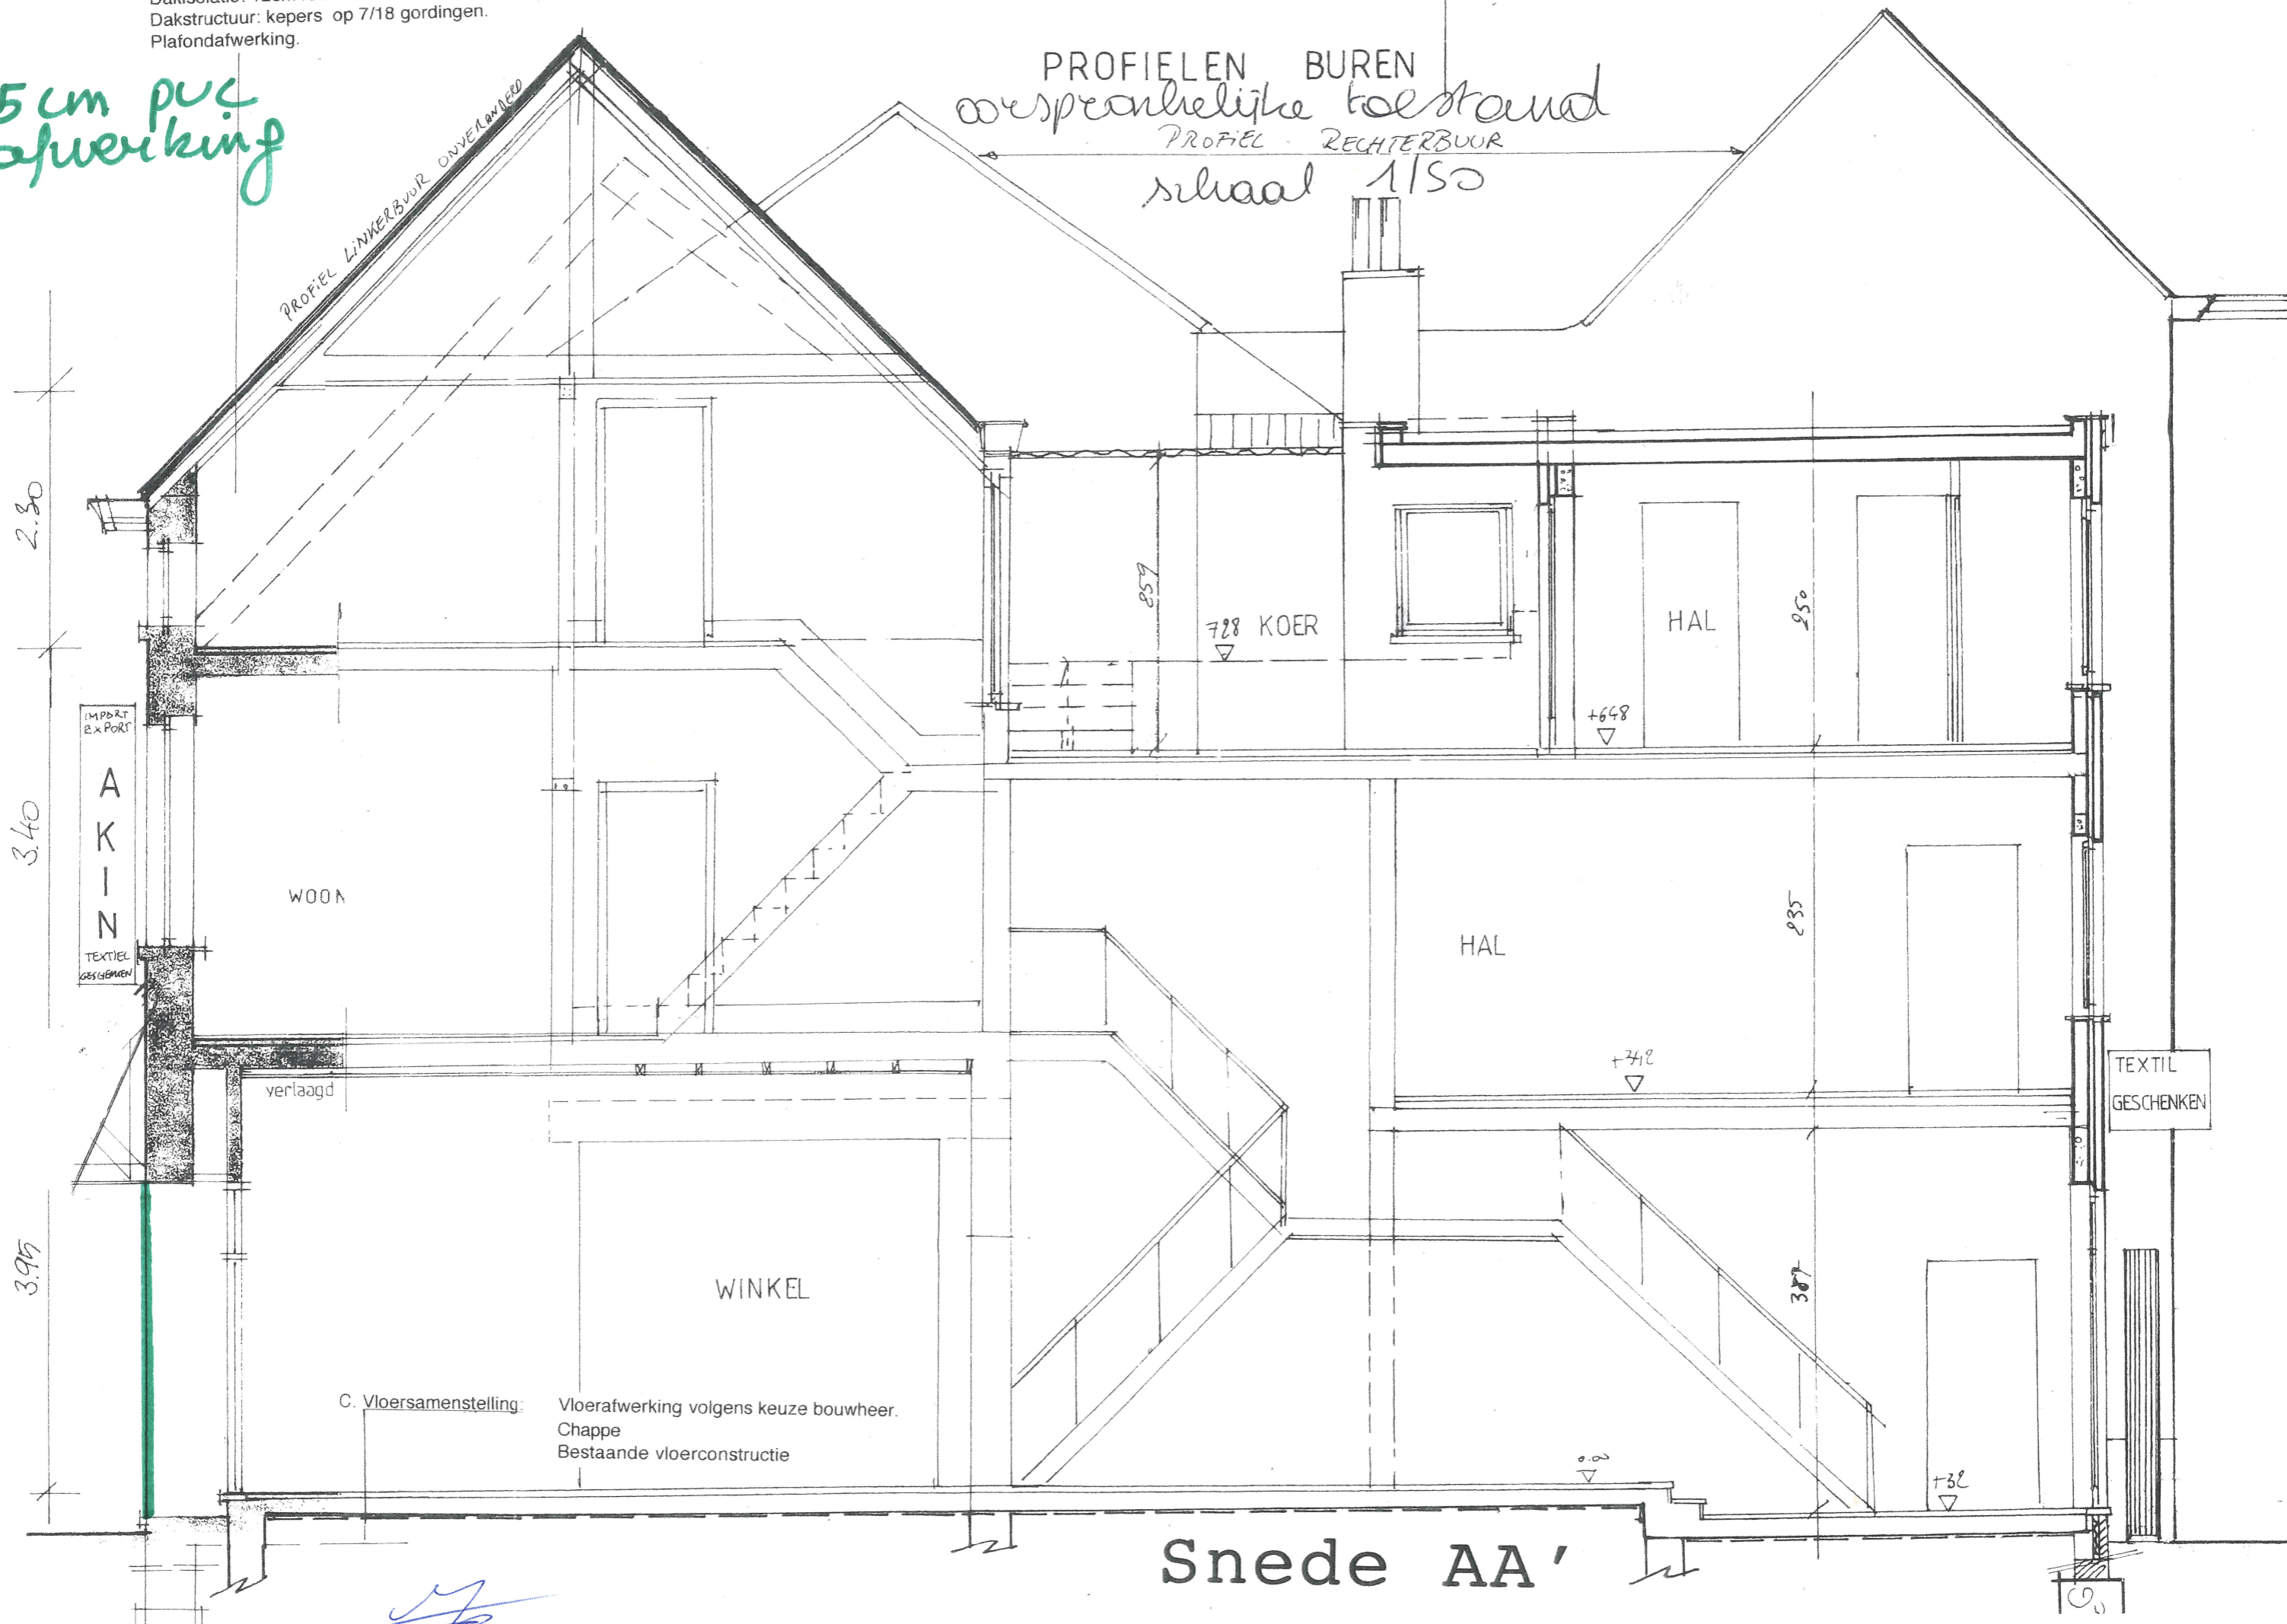 Dakstructuur: kepers op 7/18 gordingen.
Plafondafwerking.
5 cm pvc
afwerking
PROFIELEN BUREN
oorspronkelijke toestand
PROFIEL RECHTERBUUR
schaal 1/50
PROFIEL LINKERBUUR ONVERANDERD
2.30
3.40
3.95
IMPORT
EXPORT
A
K
I
N
TEXTIEL
GESCHENKEN
859
728 KOER
HAL
250
+648
WOON
HAL
235
+342
TEXTIL
GESCHENKEN
verlaagd
WINKEL
387
C. Vloersamenstelling: Vloerafwerking volgens keuze bouwheer.
Chappe
Bestaande vloerconstructie
0.00
+32
Snede AA'